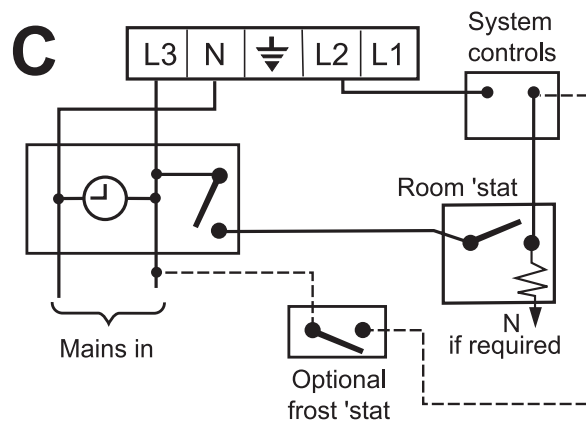 C
L3 N L2 L1
System
controls
Room 'stat
N
if required
Mains in
Optional
frost 'stat